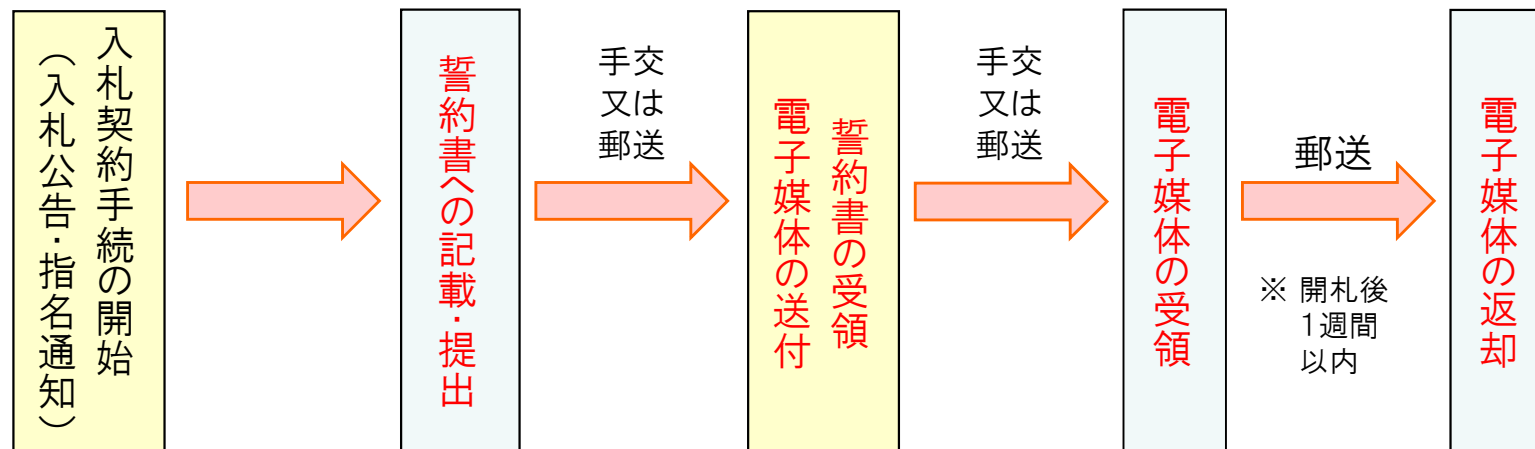 入札契約手続の開始
（入札公告・指名通知）
誓約書への記載・提出
手交
又は
郵送
誓約書の受領
電子媒体の送付
手交
又は
郵送
電子媒体の受領
郵送
※ 開札後
1週間
以内
電子媒体の返却